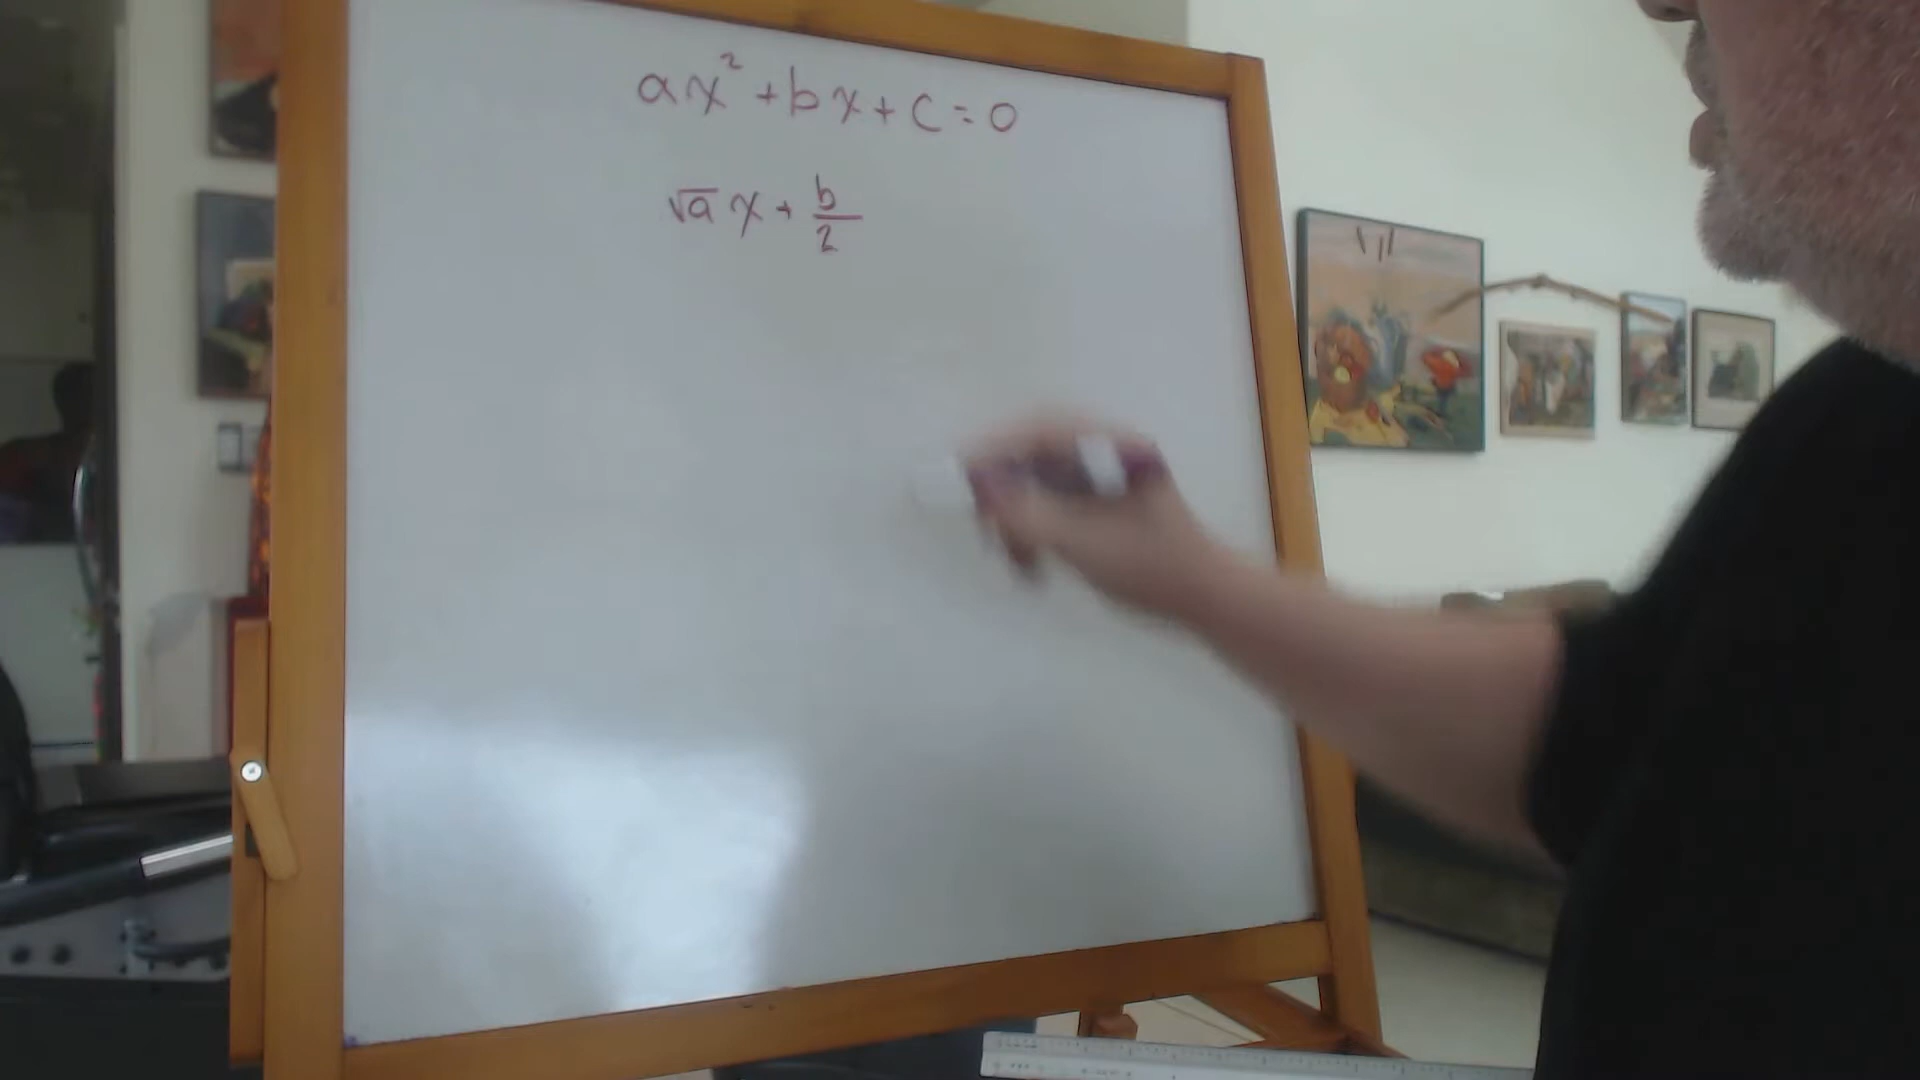 ax² + bx + c = 0
√a x + b/2